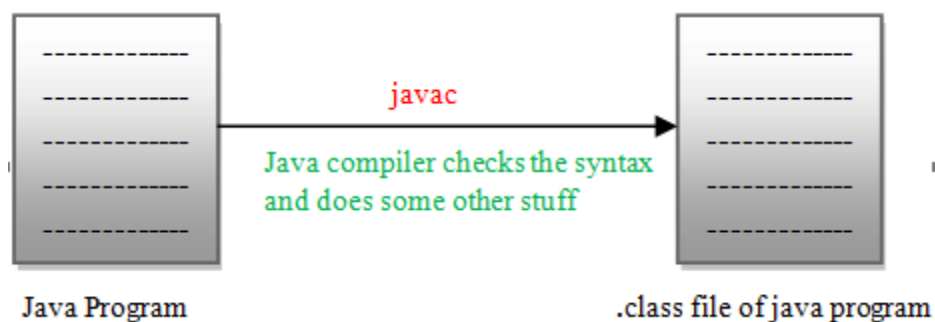 javac
Java compiler checks the syntax
and does some other stuff
Java Program
.class file of java program